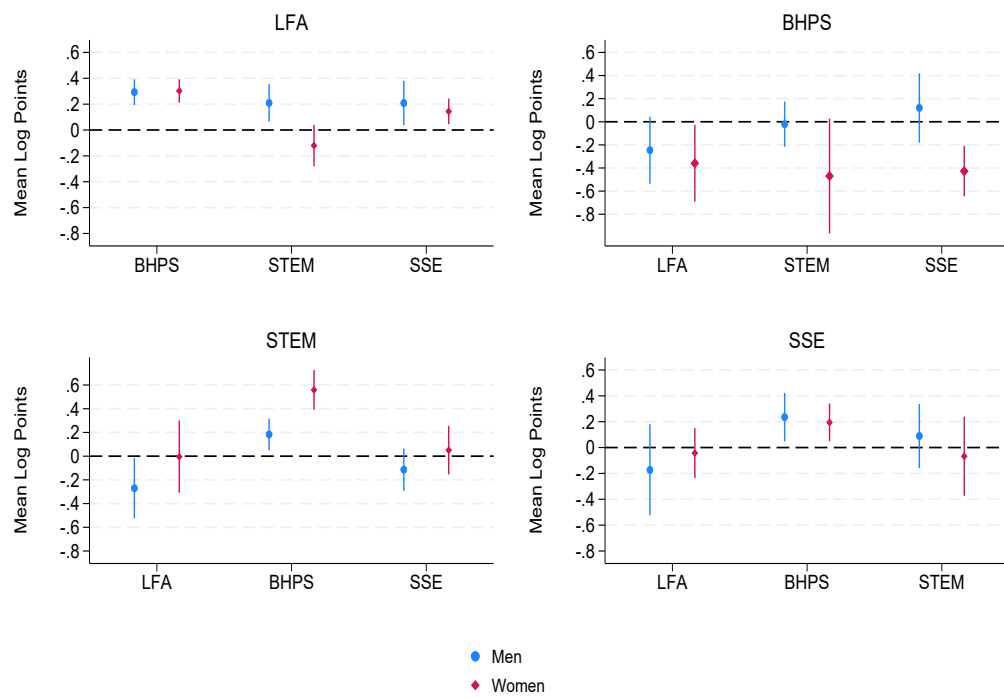 LFA
Mean Log Points
.6
.4
.2
0
-.2
-.4
-.6
-.8
BHPS STEM SSE
BHPS
Mean Log Points
.6
.4
.2
0
-.2
-.4
-.6
-.8
LFA STEM SSE
STEM
Mean Log Points
.6
.4
.2
0
-.2
-.4
-.6
-.8
LFA BHPS SSE
SSE
Mean Log Points
.6
.4
.2
0
-.2
-.4
-.6
-.8
LFA BHPS STEM
Men
Women